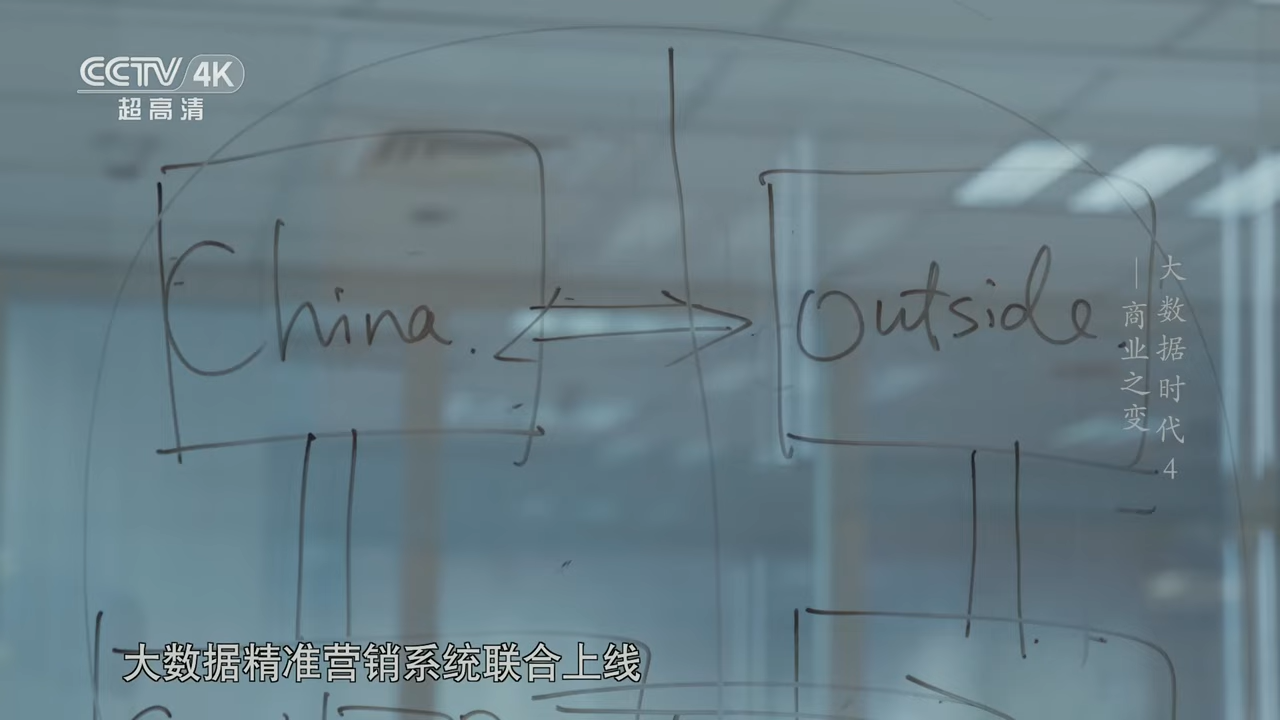 CCTV 4K
超高清
China.
outside.
大数据时代4
—商业之变
大数据精准营销系统联合上线